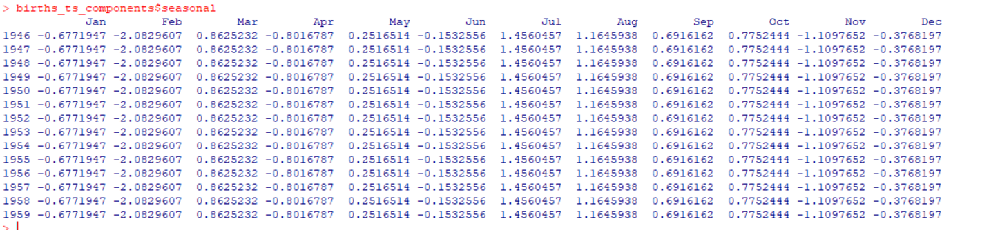 > births_ts_components$seasonal
Jan Feb Mar Apr May Jun Jul Aug Sep Oct Nov Dec
1946 -0.6771947 -2.0829607 0.8625232 -0.8016787 0.2516514 -0.1532556 1.4560457 1.1645938 0.6916162 0.7752444 -1.1097652 -0.3768197
1947 -0.6771947 -2.0829607 0.8625232 -0.8016787 0.2516514 -0.1532556 1.4560457 1.1645938 0.6916162 0.7752444 -1.1097652 -0.3768197
1948 -0.6771947 -2.0829607 0.8625232 -0.8016787 0.2516514 -0.1532556 1.4560457 1.1645938 0.6916162 0.7752444 -1.1097652 -0.3768197
1949 -0.6771947 -2.0829607 0.8625232 -0.8016787 0.2516514 -0.1532556 1.4560457 1.1645938 0.6916162 0.7752444 -1.1097652 -0.3768197
1950 -0.6771947 -2.0829607 0.8625232 -0.8016787 0.2516514 -0.1532556 1.4560457 1.1645938 0.6916162 0.7752444 -1.1097652 -0.3768197
1951 -0.6771947 -2.0829607 0.8625232 -0.8016787 0.2516514 -0.1532556 1.4560457 1.1645938 0.6916162 0.7752444 -1.1097652 -0.3768197
1952 -0.6771947 -2.0829607 0.8625232 -0.8016787 0.2516514 -0.1532556 1.4560457 1.1645938 0.6916162 0.7752444 -1.1097652 -0.3768197
1953 -0.6771947 -2.0829607 0.8625232 -0.8016787 0.2516514 -0.1532556 1.4560457 1.1645938 0.6916162 0.7752444 -1.1097652 -0.3768197
1954 -0.6771947 -2.0829607 0.8625232 -0.8016787 0.2516514 -0.1532556 1.4560457 1.1645938 0.6916162 0.7752444 -1.1097652 -0.3768197
1955 -0.6771947 -2.0829607 0.8625232 -0.8016787 0.2516514 -0.1532556 1.4560457 1.1645938 0.6916162 0.7752444 -1.1097652 -0.3768197
1956 -0.6771947 -2.0829607 0.8625232 -0.8016787 0.2516514 -0.1532556 1.4560457 1.1645938 0.6916162 0.7752444 -1.1097652 -0.3768197
1957 -0.6771947 -2.0829607 0.8625232 -0.8016787 0.2516514 -0.1532556 1.4560457 1.1645938 0.6916162 0.7752444 -1.1097652 -0.3768197
1958 -0.6771947 -2.0829607 0.8625232 -0.8016787 0.2516514 -0.1532556 1.4560457 1.1645938 0.6916162 0.7752444 -1.1097652 -0.3768197
1959 -0.6771947 -2.0829607 0.8625232 -0.8016787 0.2516514 -0.1532556 1.4560457 1.1645938 0.6916162 0.7752444 -1.1097652 -0.3768197
>